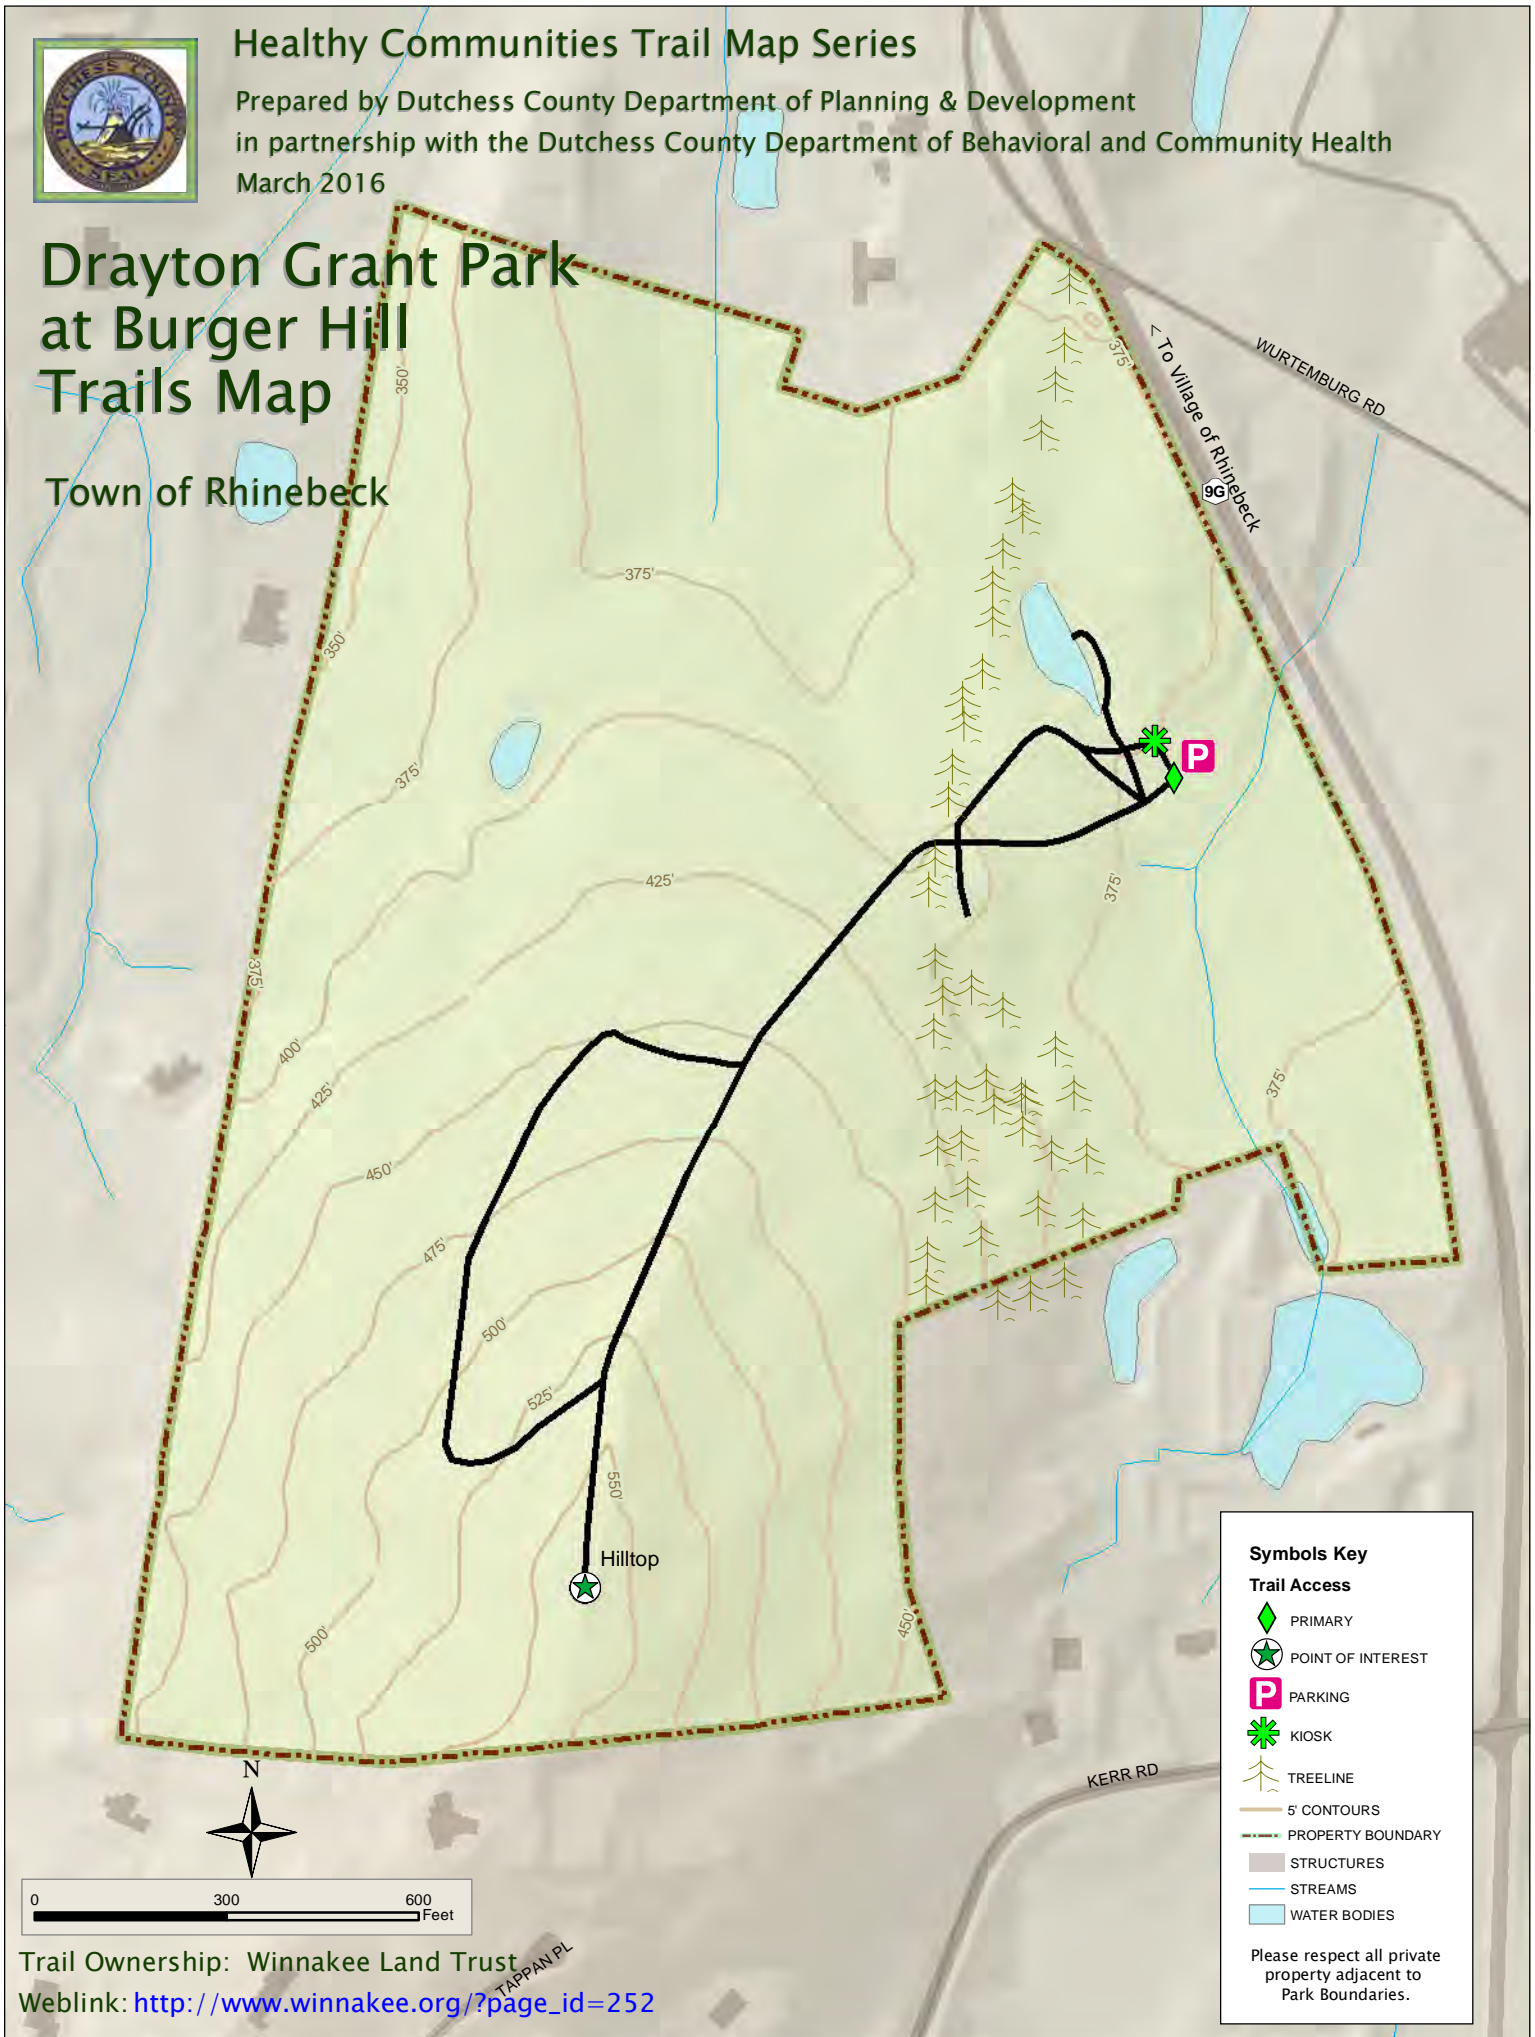 Healthy Communities Trail Map Series
Prepared by Dutchess County Department of Planning & Development
in partnership with the Dutchess County Department of Behavioral and Community Health
March 2016
DUTCHESS COUNTY
SEAL
Drayton Grant Park
at Burger Hill
Trails Map
Town of Rhinebeck
< To Village of Rhinebeck
WURTEMBURG RD
9G
375'
350'
375'
350'
375'
P
425'
375'
375'
400'
425'
375'
450'
475'
500'
525'
550'
Hilltop
500'
450'
KERR RD
N
0 300 600
Feet
TAPPAN PL
Trail Ownership: Winnakee Land Trust
Weblink: http://www.winnakee.org/?page_id=252
Symbols Key
Trail Access
PRIMARY
POINT OF INTEREST
P PARKING
KIOSK
TREELINE
5' CONTOURS
PROPERTY BOUNDARY
STRUCTURES
STREAMS
WATER BODIES
Please respect all private
property adjacent to
Park Boundaries.